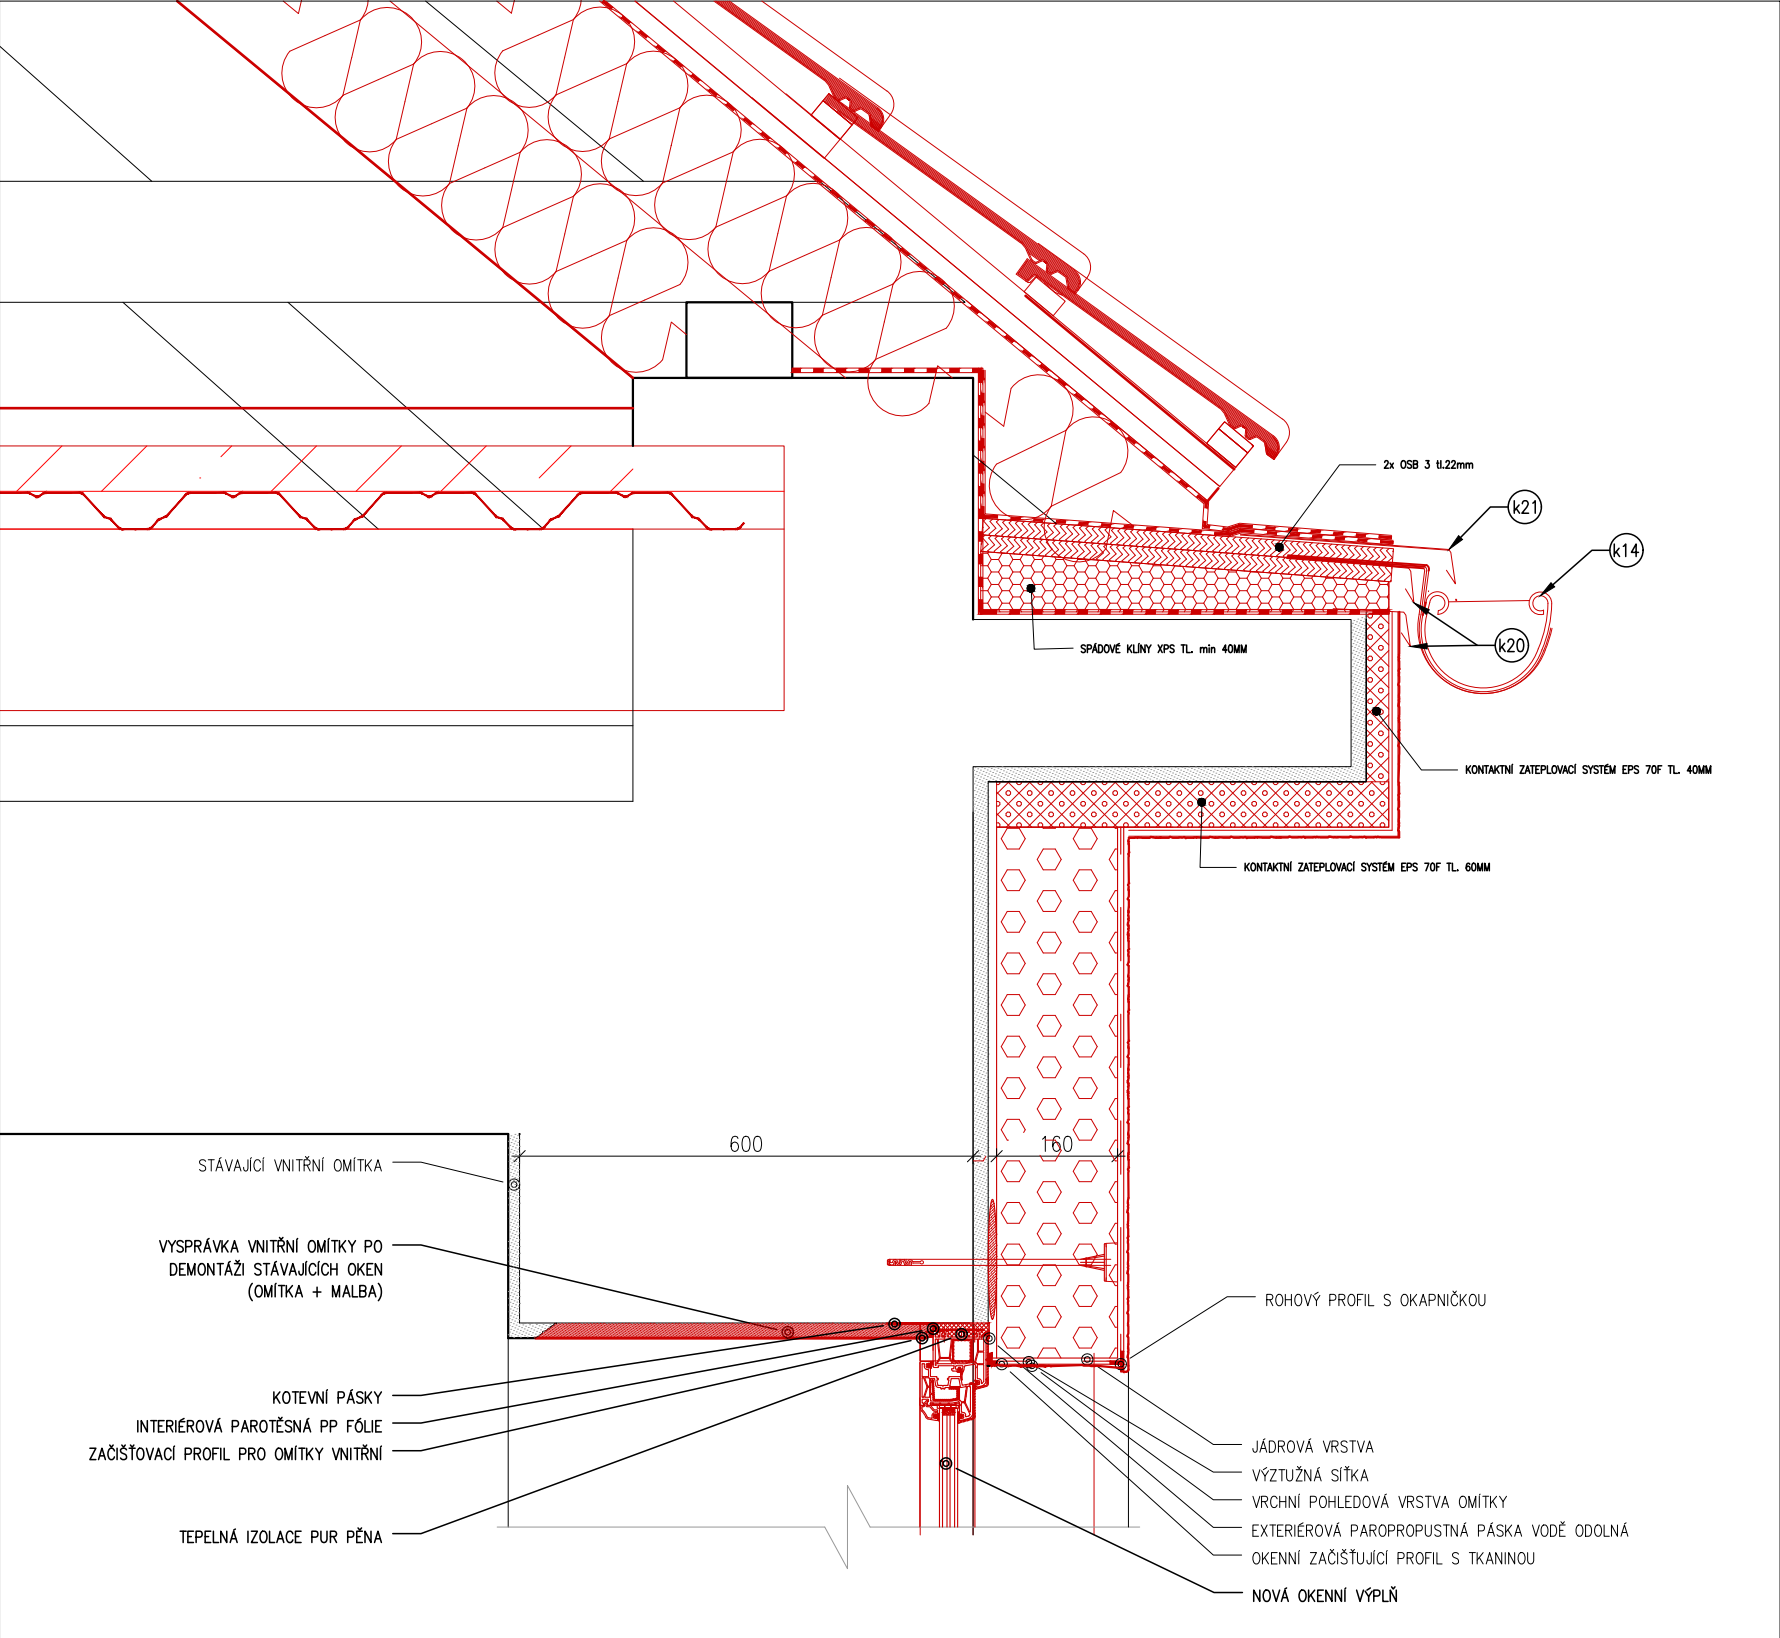 2x OSB 3 tl.22mm
k21
k14
k20
SPÁDOVÉ KLÍNY XPS TL. min 40MM
KONTAKTNÍ ZATEPLOVACÍ SYSTÉM EPS 70F TL. 40MM
KONTAKTNÍ ZATEPLOVACÍ SYSTÉM EPS 70F TL. 60MM
600
160
STÁVAJÍCÍ VNITŘNÍ OMÍTKA
VYSPRÁVKA VNITŘNÍ OMÍTKY PO
DEMONTÁŽI STÁVAJÍCÍCH OKEN
(OMÍTKA + MALBA)
KOTEVNÍ PÁSKY
INTERIÉROVÁ PAROTĚSNÁ PP FÓLIE
ZAČIŠŤOVACÍ PROFIL PRO OMÍTKY VNITŘNÍ
TEPELNÁ IZOLACE PUR PĚNA
ROHOVÝ PROFIL S OKAPNIČKOU
JÁDROVÁ VRSTVA
VÝZTUŽNÁ SÍŤKA
VRCHNÍ POHLEDOVÁ VRSTVA OMÍTKY
EXTERIÉROVÁ PAROPROPUSTNÁ PÁSKA VODĚ ODOLNÁ
OKENNÍ ZAČIŠŤUJÍCÍ PROFIL S TKANINOU
NOVÁ OKENNÍ VÝPLŇ